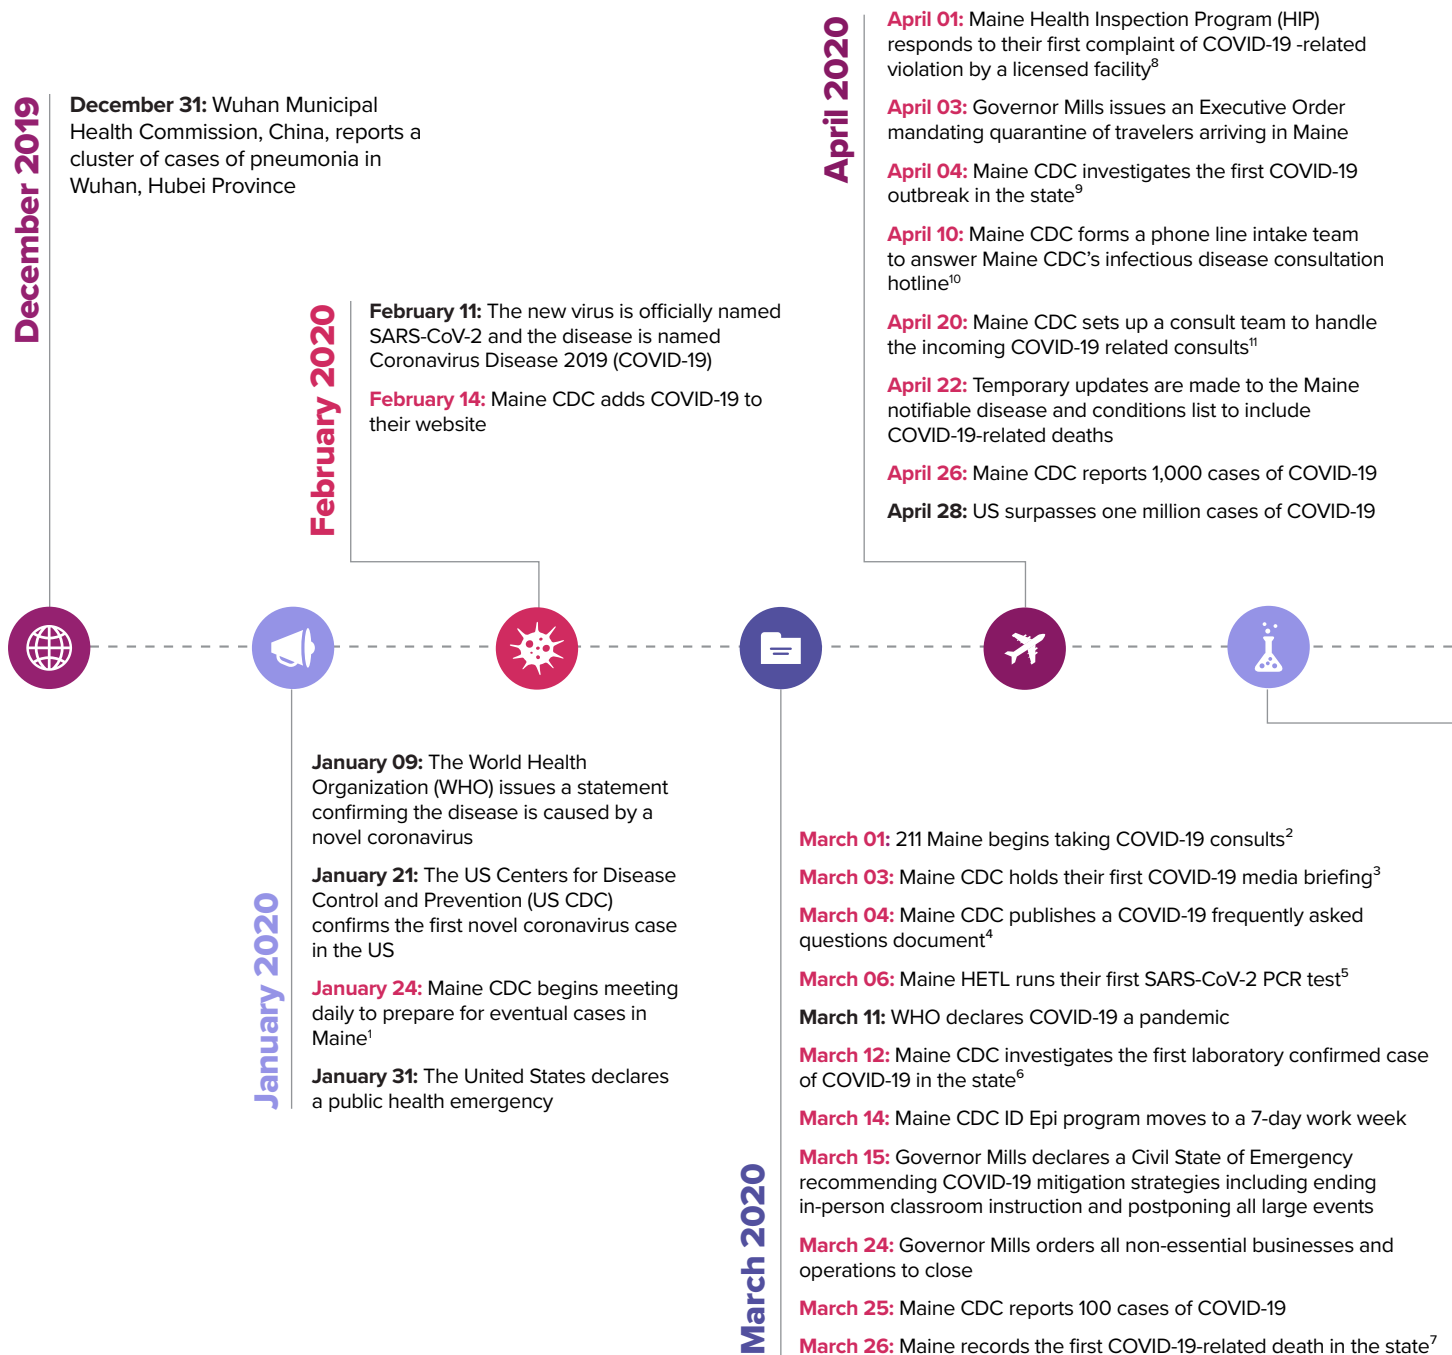 December 2019
December 31: Wuhan Municipal
Health Commission, China, reports a
cluster of cases of pneumonia in
Wuhan, Hubei Province
January 2020
January 09: The World Health
Organization (WHO) issues a statement
confirming the disease is caused by a
novel coronavirus
January 21: The US Centers for Disease
Control and Prevention (US CDC)
confirms the first novel coronavirus case
in the US
January 24: Maine CDC begins meeting
daily to prepare for eventual cases in
Maine¹
January 31: The United States declares
a public health emergency
February 2020
February 11: The new virus is officially named
SARS-CoV-2 and the disease is named
Coronavirus Disease 2019 (COVID-19)
February 14: Maine CDC adds COVID-19 to
their website
March 2020
March 01: 211 Maine begins taking COVID-19 consults²
March 03: Maine CDC holds their first COVID-19 media briefing³
March 04: Maine CDC publishes a COVID-19 frequently asked
questions document⁴
March 06: Maine HETL runs their first SARS-CoV-2 PCR test⁵
March 11: WHO declares COVID-19 a pandemic
March 12: Maine CDC investigates the first laboratory confirmed case
of COVID-19 in the state⁶
March 14: Maine CDC ID Epi program moves to a 7-day work week
March 15: Governor Mills declares a Civil State of Emergency
recommending COVID-19 mitigation strategies including ending
in-person classroom instruction and postponing all large events
March 24: Governor Mills orders all non-essential businesses and
operations to close
March 25: Maine CDC reports 100 cases of COVID-19
March 26: Maine records the first COVID-19-related death in the state⁷
April 2020
April 01: Maine Health Inspection Program (HIP)
responds to their first complaint of COVID-19 -related
violation by a licensed facility⁸
April 03: Governor Mills issues an Executive Order
mandating quarantine of travelers arriving in Maine
April 04: Maine CDC investigates the first COVID-19
outbreak in the state⁹
April 10: Maine CDC forms a phone line intake team
to answer Maine CDC's infectious disease consultation
hotline¹⁰
April 20: Maine CDC sets up a consult team to handle
the incoming COVID-19 related consults¹¹
April 22: Temporary updates are made to the Maine
notifiable disease and conditions list to include
COVID-19-related deaths
April 26: Maine CDC reports 1,000 cases of COVID-19
April 28: US surpasses one million cases of COVID-19